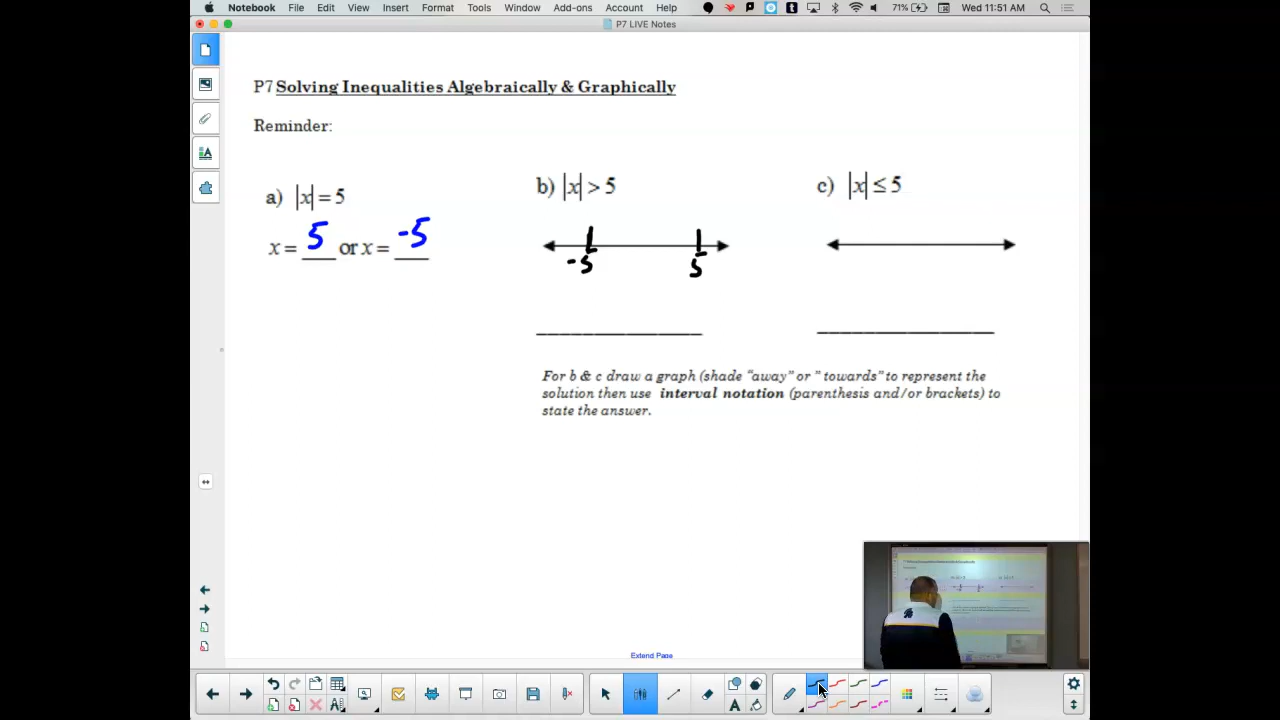 Notebook File Edit View Insert Format Tools Window Add-ons Account Help 71% Wed 11:51 AM
P7 LIVE Notes
P7 Solving Inequalities Algebraically & Graphically
Reminder:
a) |x| = 5
b) |x| > 5
c) |x| ≤ 5
x = 5 or x = -5
-5 5
For b & c draw a graph (shade "away" or " towards" to represent the
solution then use interval notation (parenthesis and/or brackets) to
state the answer.
Extend Page